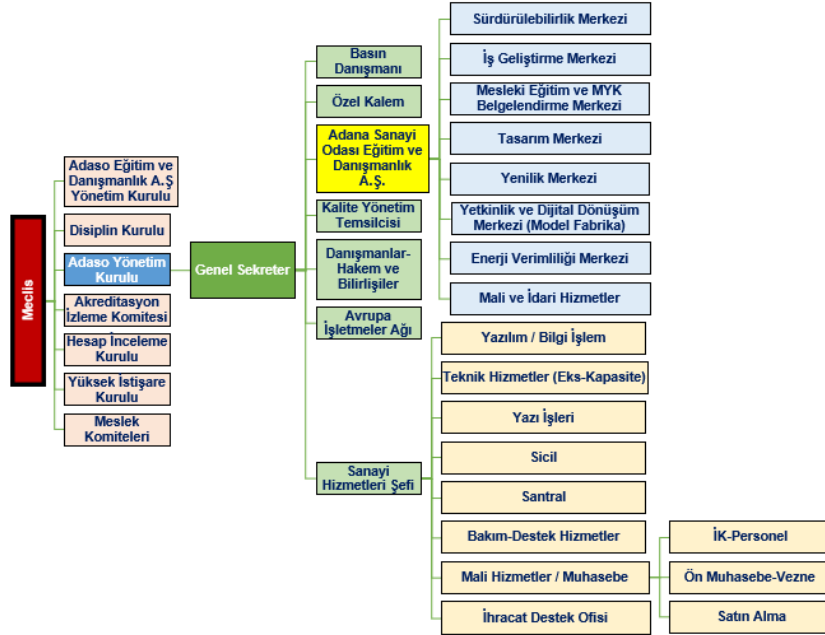 Meclis
Adaso Eğitim ve
Danışmanlık A.Ş
Yönetim Kurulu
Disiplin Kurulu
Adaso Yönetim
Kurulu
Akreditasyon
İzleme Komitesi
Hesap İnceleme
Kurulu
Yüksek İstişare
Kurulu
Meslek
Komiteleri
Genel Sekreter
Basın
Danışmanı
Özel Kalem
Adana Sanayi
Odası Eğitim ve
Danışmanlık
A.Ş.
Kalite Yönetim
Temsilcisi
Danışmanlar-
Hakem ve
Bilirlişiler
Avrupa
İşletmeler Ağı
Sanayi
Hizmetleri Şefi
Sürdürülebilirlik Merkezi
İş Geliştirme Merkezi
Mesleki Eğitim ve MYK
Belgelendirme Merkezi
Tasarım Merkezi
Yenilik Merkezi
Yetkinlik ve Dijital Dönüşüm
Merkezi (Model Fabrika)
Enerji Verimliliği Merkezi
Mali ve İdari Hizmetler
Yazılım / Bilgi İşlem
Teknik Hizmetler (Eks-Kapasite)
Yazı İşleri
Sicil
Santral
Bakım-Destek Hizmetler
Mali Hizmetler / Muhasebe
İhracat Destek Ofisi
İK-Personel
Ön Muhasebe-Vezne
Satın Alma